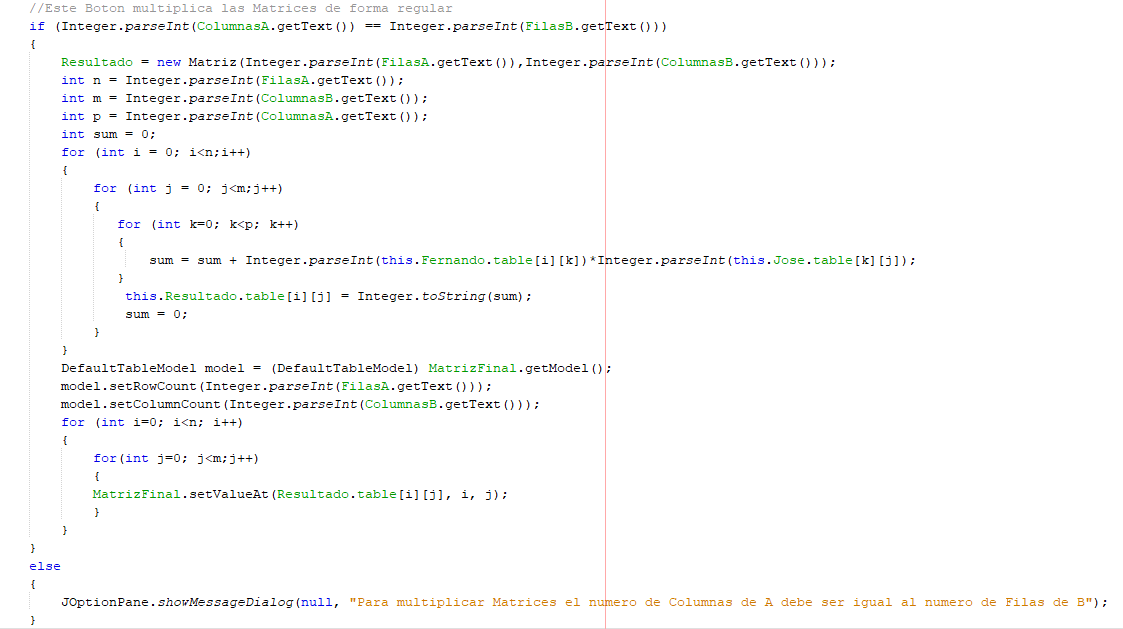 //Este Boton multiplica las Matrices de forma regular
if (Integer.parseInt(ColumnasA.getText()) == Integer.parseInt(FilasB.getText()))
{
    Resultado = new Matriz(Integer.parseInt(FilasA.getText()),Integer.parseInt(ColumnasB.getText()));
    int n = Integer.parseInt(FilasA.getText());
    int m = Integer.parseInt(ColumnasB.getText());
    int p = Integer.parseInt(ColumnasA.getText());
    int sum = 0;
    for (int i = 0; i<n;i++)
    {
        for (int j = 0; j<m;j++)
        {
           for (int k=0; k<p; k++)
           {
               sum = sum + Integer.parseInt(this.Fernando.table[i][k])*Integer.parseInt(this.Jose.table[k][j]);
           }
            this.Resultado.table[i][j] = Integer.toString(sum);
            sum = 0;
        }
    }
    DefaultTableModel model = (DefaultTableModel) MatrizFinal.getModel();
    model.setRowCount(Integer.parseInt(FilasA.getText()));
    model.setColumnCount(Integer.parseInt(ColumnasB.getText()));
    for (int i=0; i<n; i++)
    {
        for(int j=0; j<m;j++)
        {
        MatrizFinal.setValueAt(Resultado.table[i][j], i, j);
        }
    }
}
else
{
    JOptionPane.showMessageDialog(null, "Para multiplicar Matrices el numero de Columnas de A debe ser igual al numero de Filas de B");
}